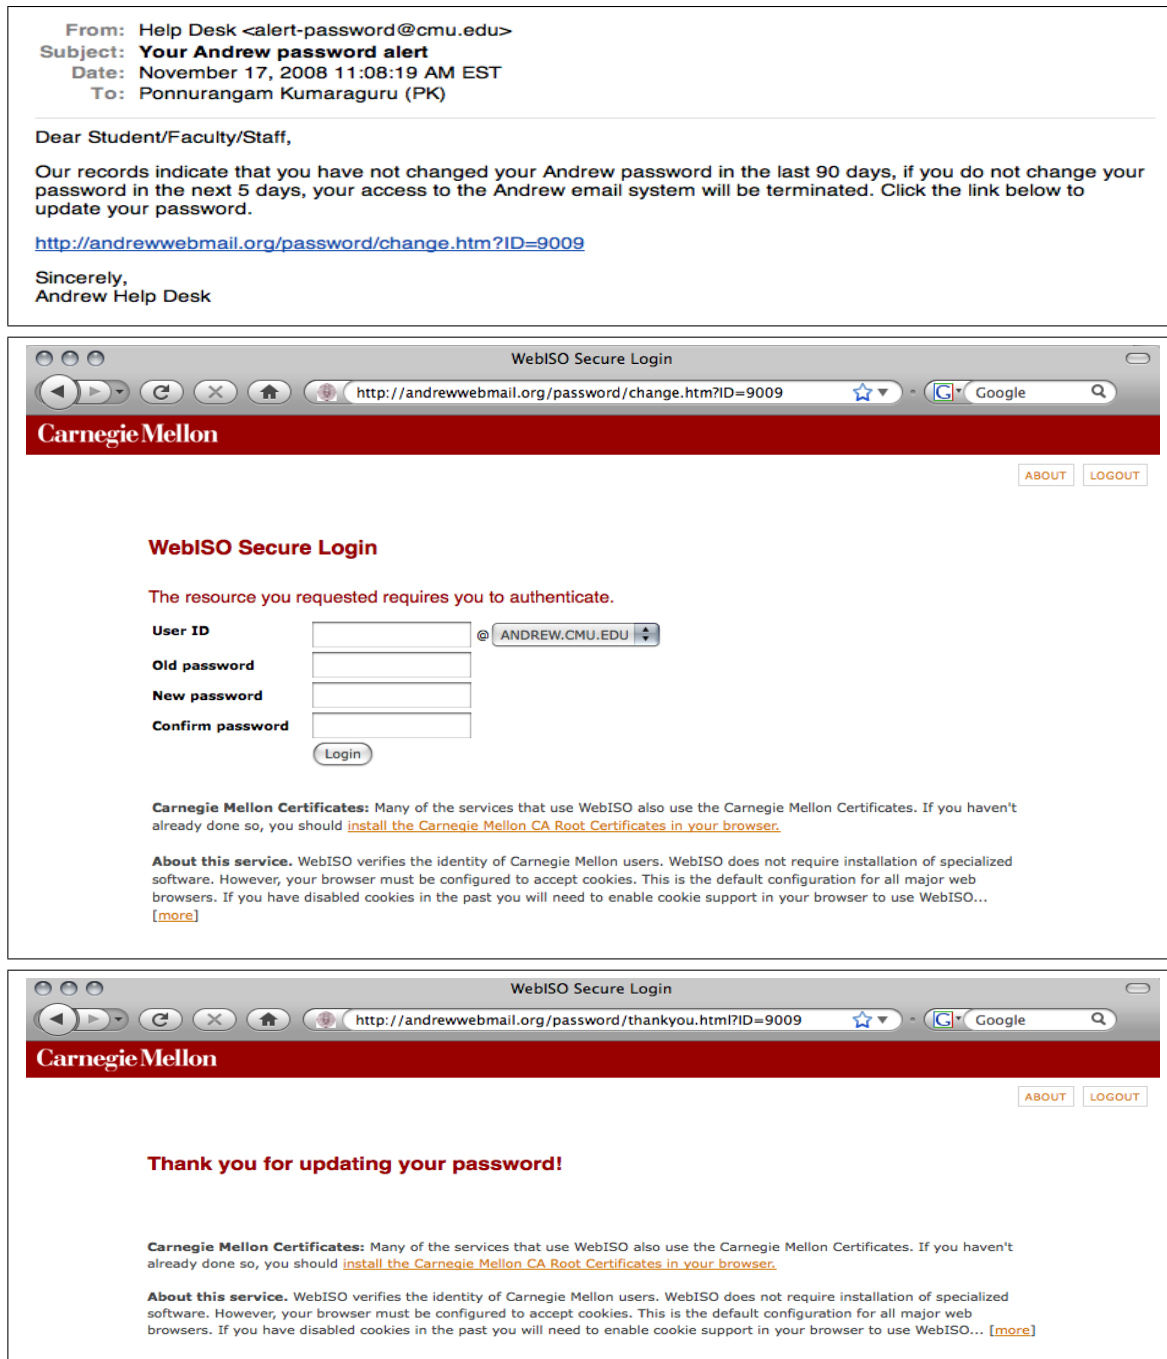 From: Help Desk <alert-password@cmu.edu>
Subject: Your Andrew password alert
Date: November 17, 2008 11:08:19 AM EST
To: Ponnurangam Kumaraguru (PK)
Dear Student/Faculty/Staff,
Our records indicate that you have not changed your Andrew password in the last 90 days, if you do not change your
password in the next 5 days, your access to the Andrew email system will be terminated. Click the link below to
update your password.
http://andrewwebmail.org/password/change.htm?ID=9009
Sincerely,
Andrew Help Desk
WebISO Secure Login
http://andrewwebmail.org/password/change.htm?ID=9009 G Google
Carnegie Mellon
ABOUT LOGOUT
WebISO Secure Login
The resource you requested requires you to authenticate.
User ID @ ANDREW.CMU.EDU
Old password
New password
Confirm password
Login
Carnegie Mellon Certificates: Many of the services that use WebISO also use the Carnegie Mellon Certificates. If you haven't
already done so, you should install the Carnegie Mellon CA Root Certificates in your browser.
About this service. WebISO verifies the identity of Carnegie Mellon users. WebISO does not require installation of specialized
software. However, your browser must be configured to accept cookies. This is the default configuration for all major web
browsers. If you have disabled cookies in the past you will need to enable cookie support in your browser to use WebISO...
[more]
WebISO Secure Login
http://andrewwebmail.org/password/thankyou.html?ID=9009 G Google
Carnegie Mellon
ABOUT LOGOUT
Thank you for updating your password!
Carnegie Mellon Certificates: Many of the services that use WebISO also use the Carnegie Mellon Certificates. If you haven't
already done so, you should install the Carnegie Mellon CA Root Certificates in your browser.
About this service. WebISO verifies the identity of Carnegie Mellon users. WebISO does not require installation of specialized
software. However, your browser must be configured to accept cookies. This is the default configuration for all major web
browsers. If you have disabled cookies in the past you will need to enable cookie support in your browser to use WebISO... [more]